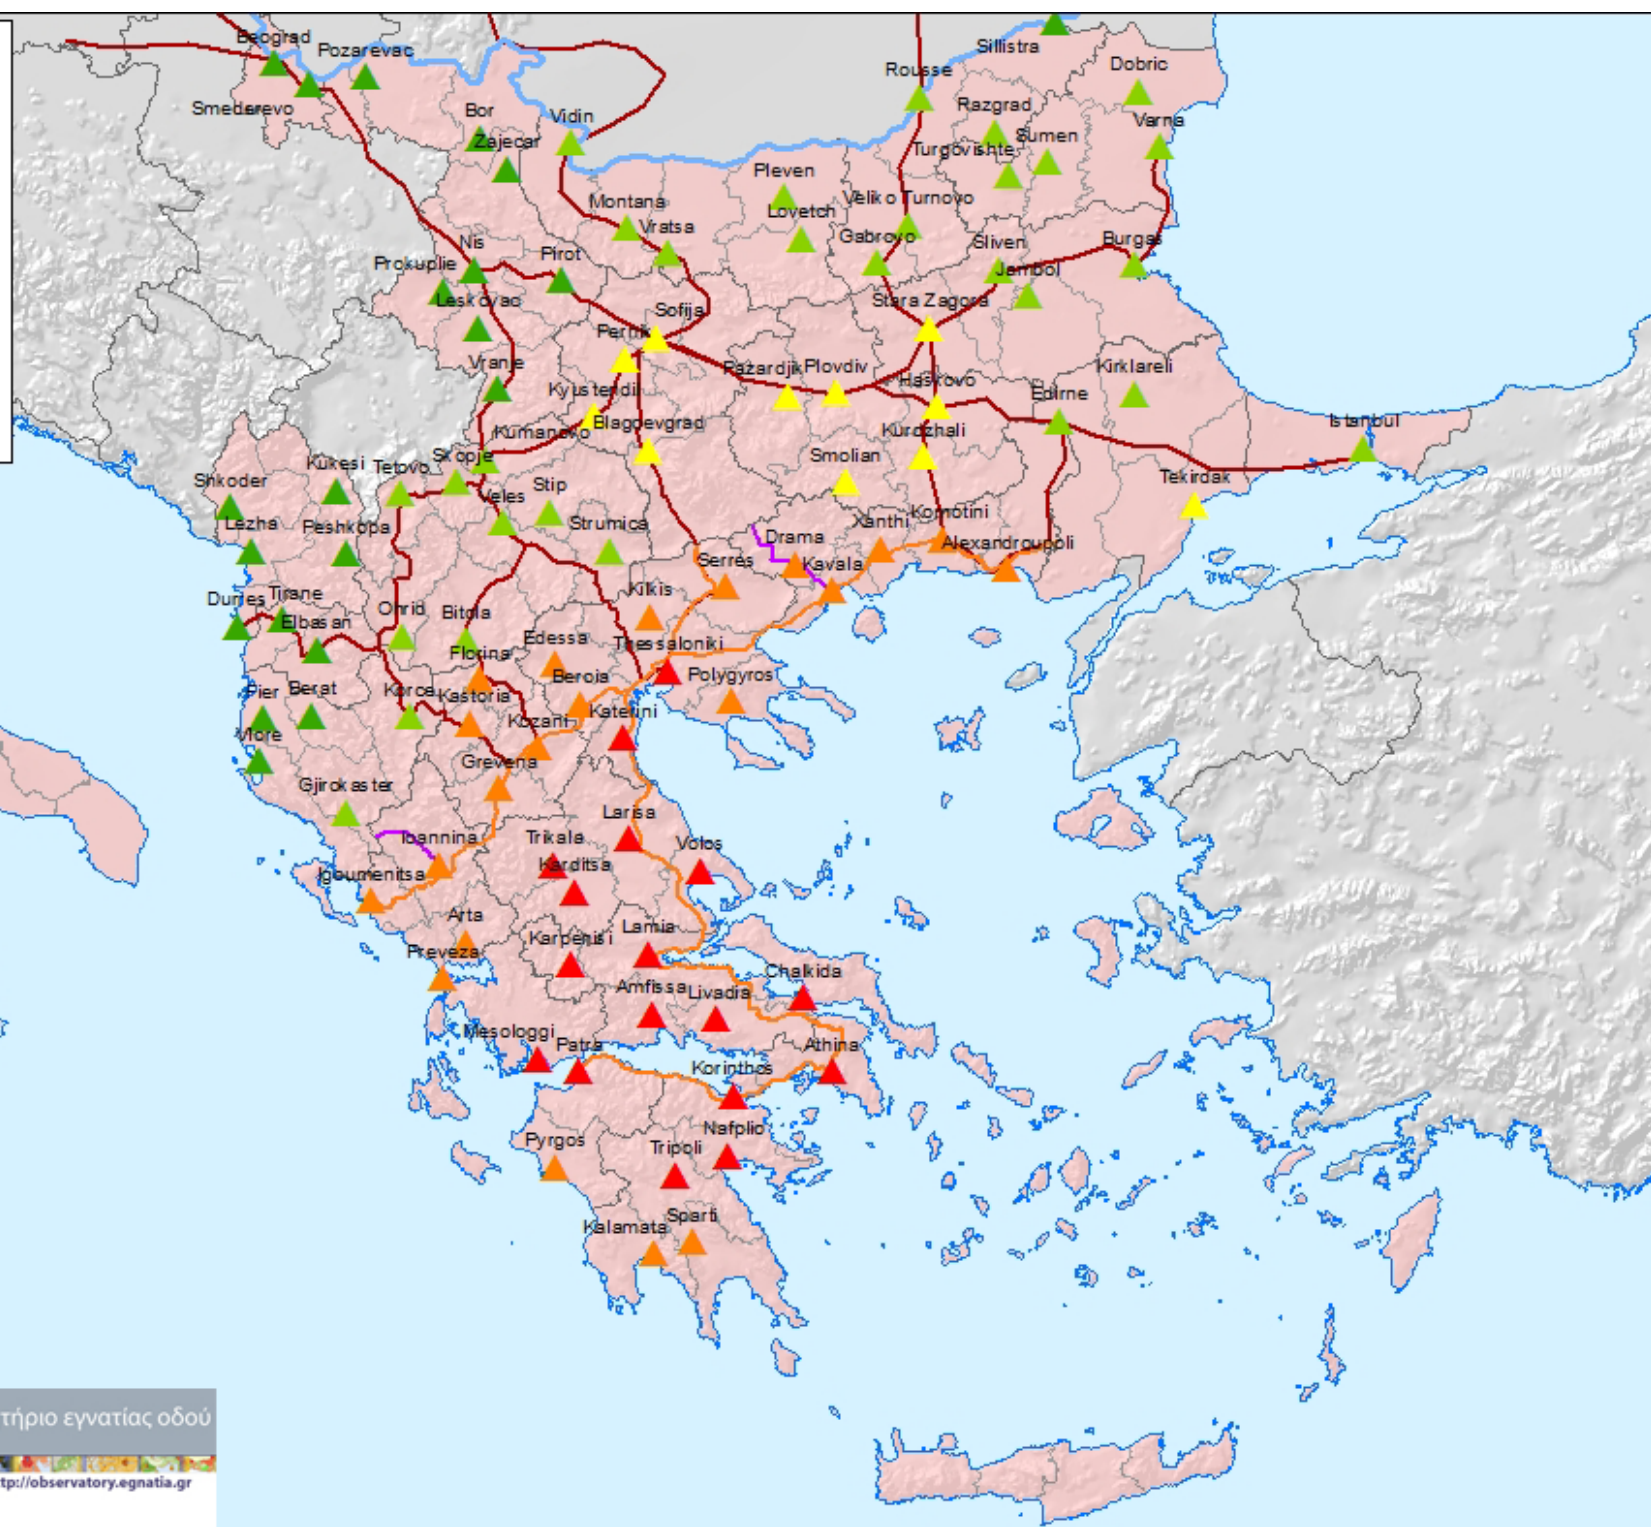 Beograd
Pozarevac
Sillistra
Dobric
Rousse
Smederevo
Bor
Vidin
Razgrad
Varna
Zajecar
Turgovishte
Sumen
Pleven
Montana
Lovetch
Veliko Turnovo
Vratsa
Gabrovo
Sliven
Burgas
Nis
Pirot
Prokuplie
Jambol
Leskovac
Sofija
Stara Zagora
Pernik
Vranje
Pazardjik
Plovdiv
Haskovo
Kirklareli
Kyustendil
Edirne
Istanbul
Kumanovo
Blagoevgrad
Kurdzhali
Skopje
Smolian
Kukesi
Tetovo
Shkoder
Veles
Stip
Tekirdak
Lezha
Peshkopa
Strumica
Xanthi
Komotini
Drama
Alexandroupoli
Serres
Kavala
Durres
Tirane
Kilkis
Elbasan
Ohrid
Bitola
Edessa
Thessaloniki
Florina
Beroia
Polygyros
Fier
Berat
Korce
Kastoria
Katerini
Kozani
Vlore
Grevena
Gjirokaster
Larisa
Ioannina
Trikala
Volos
Karditsa
Igoumenitsa
Arta
Lamia
Karpenisi
Preveza
Chalkida
Amfissa
Livadia
Mesologgi
Patra
Athina
Korinthos
Nafplio
Pyrgos
Tripoli
Sparti
Kalamata
τήριο εγνατίας οδού
tp://observatory.egnatia.gr